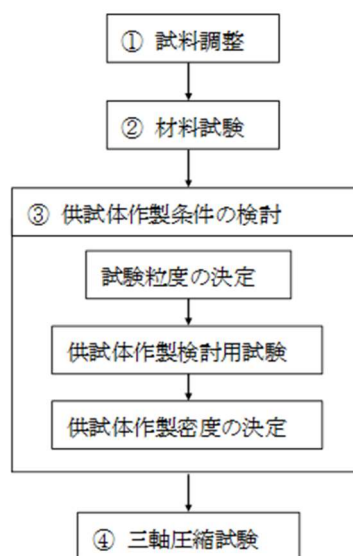 ① 試料調整
② 材料試験
③ 供試体作製条件の検討
試験粒度の決定
供試体作製検討用試験
供試体作製密度の決定
④ 三軸圧縮試験